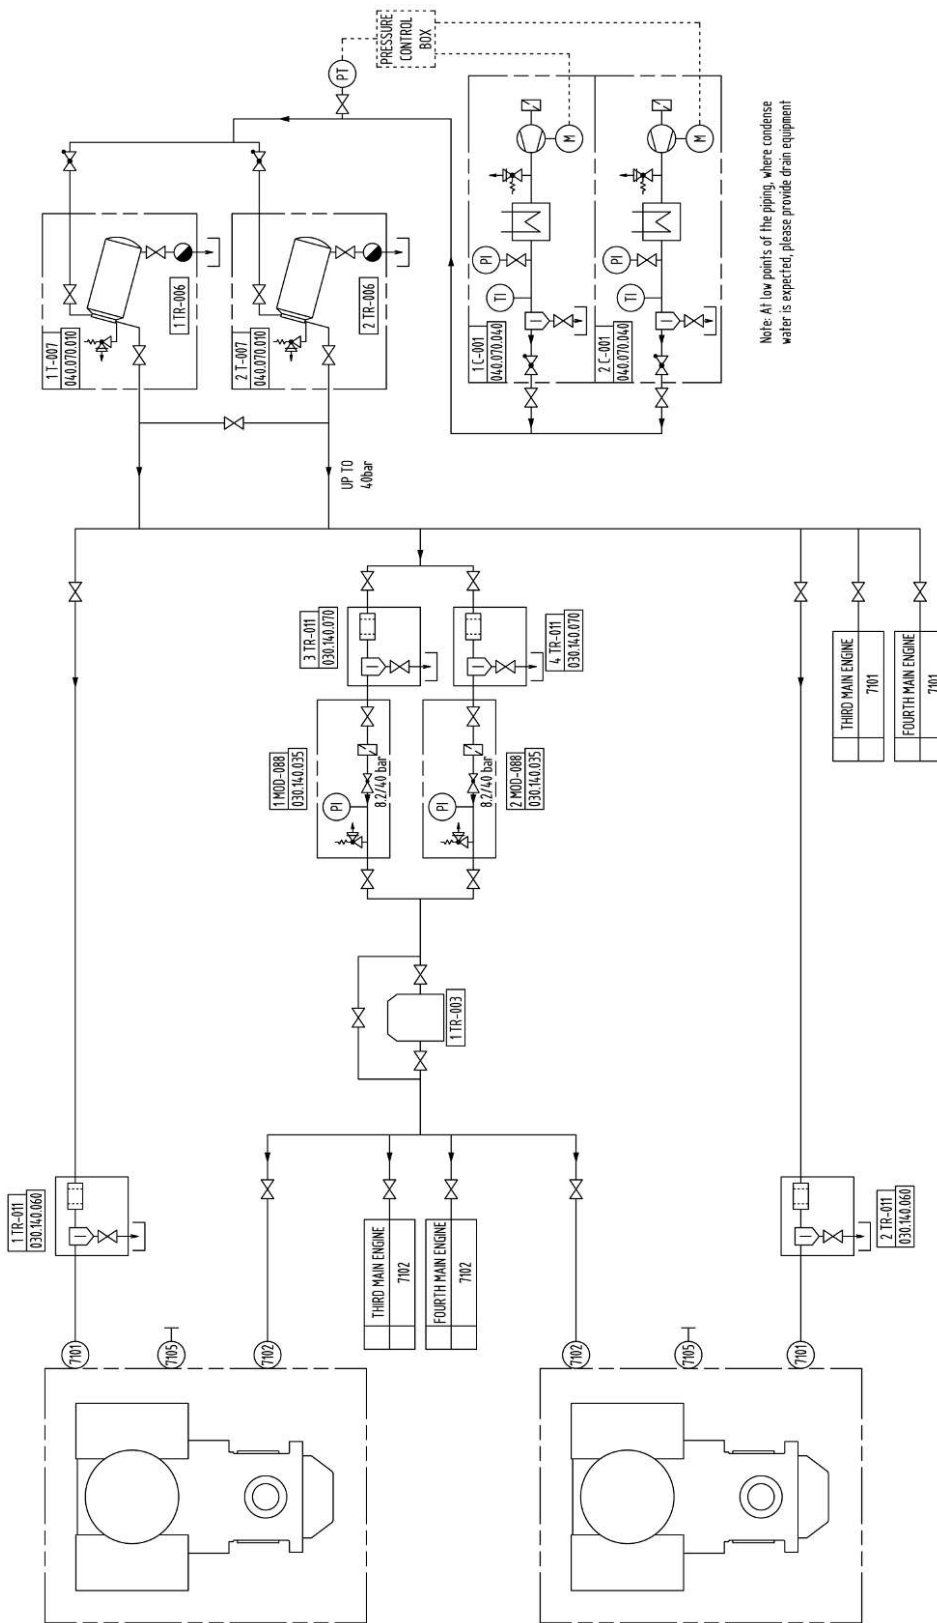 PRESSURE
CONTROL
BOX
PT
M
M
PI
TI
PI
TI
1 C-001
040.070.040
2 C-001
040.070.040
Note: At low points of the piping, where condense
water is expected, please provide drain equipment
1 T-007
040.070.010
1 TR-006
2 T-007
040.070.010
2 TR-006
UP TO
40bar
3 TR-011
030.140.070
4 TR-011
030.140.070
1 MOD-088
030.140.035
PI
8.2/40 bar
2 MOD-088
030.140.035
PI
8.2/40 bar
THIRD MAIN ENGINE
7101
FOURTH MAIN ENGINE
7101
1 TR-003
1 TR-011
030.140.060
2 TR-011
030.140.060
THIRD MAIN ENGINE
7102
FOURTH MAIN ENGINE
7102
7101
7105
7102
7102
7105
7101